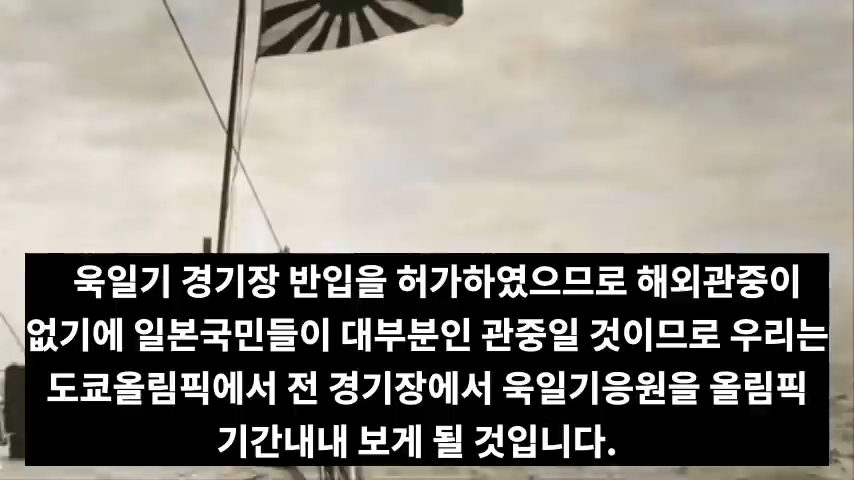 욱일기 경기장 반입을 허가하였으므로 해외관중이
없기에 일본국민들이 대부분인 관중일 것이므로 우리는
도쿄올림픽에서 전 경기장에서 욱일기응원을 올림픽
기간내내 보게 될 것입니다.